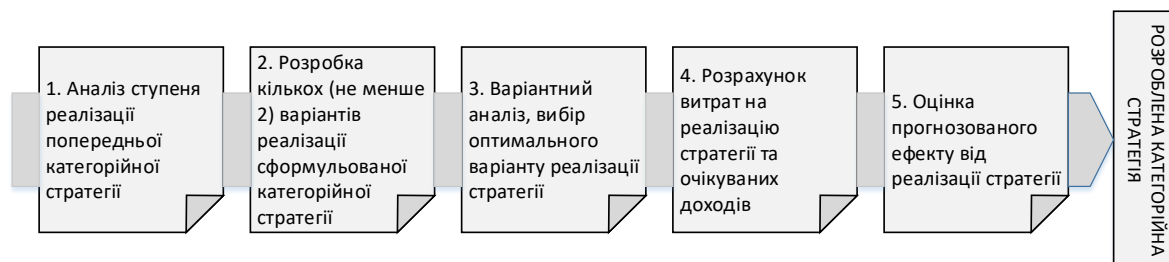 1. Аналіз ступеня
реалізації
попередньої
категорійної
стратегії
2. Розробка
кількох (не менше
2) варіантів
реалізації
сформульованої
категорійної
стратегії
3. Варіантний
аналіз, вибір
оптимального
варіанту реалізації
стратегії
4. Розрахунок
витрат на
реалізацію
стратегії та
очікуваних
доходів
5. Оцінка
прогнозованого
ефекту від
реалізації стратегії
РОЗРОБЛЕНА КАТЕГОРІЙНА
СТРАТЕГІЯ